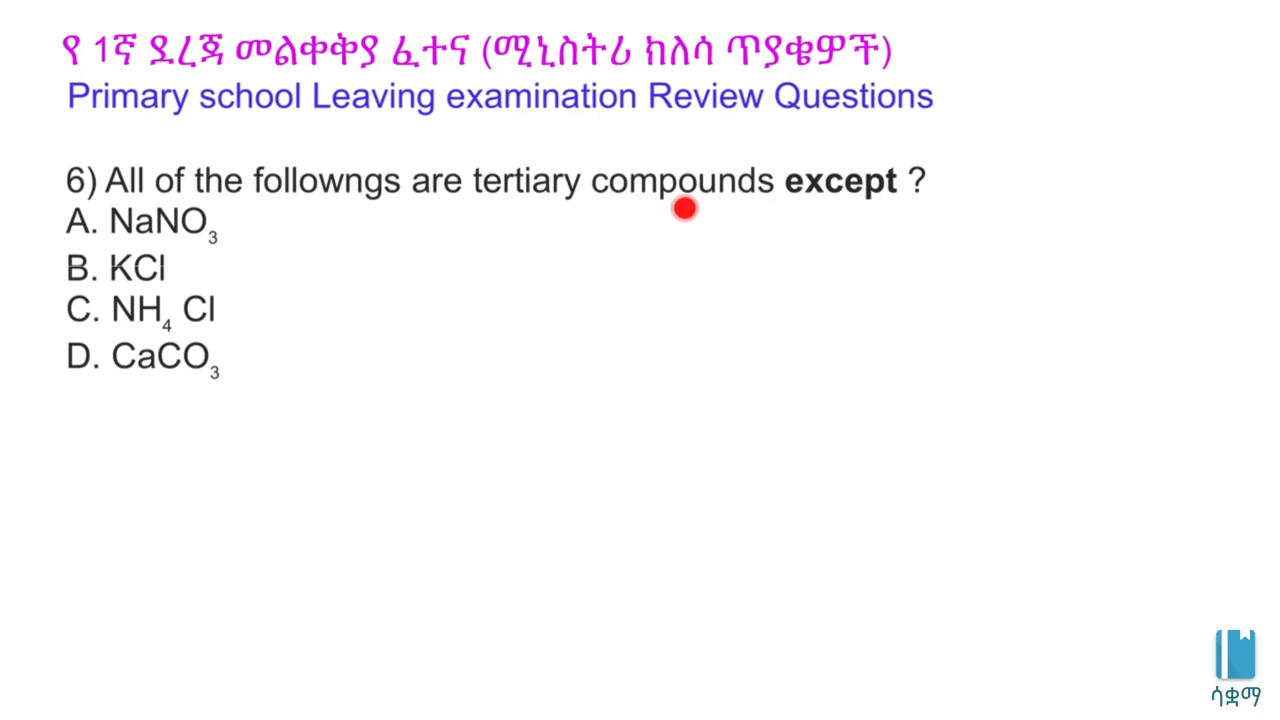 የ 1ኛ ደረጃ መልቀቅያ ፈተና (ሚኒስትሪ ክለሳ ጥያቄዎች)
Primary school Leaving examination Review Questions
6) All of the followngs are tertiary compounds except ?
A. NaNO₃
B. KCl
C. NH₄ Cl
D. CaCO₃
ሳቋማ